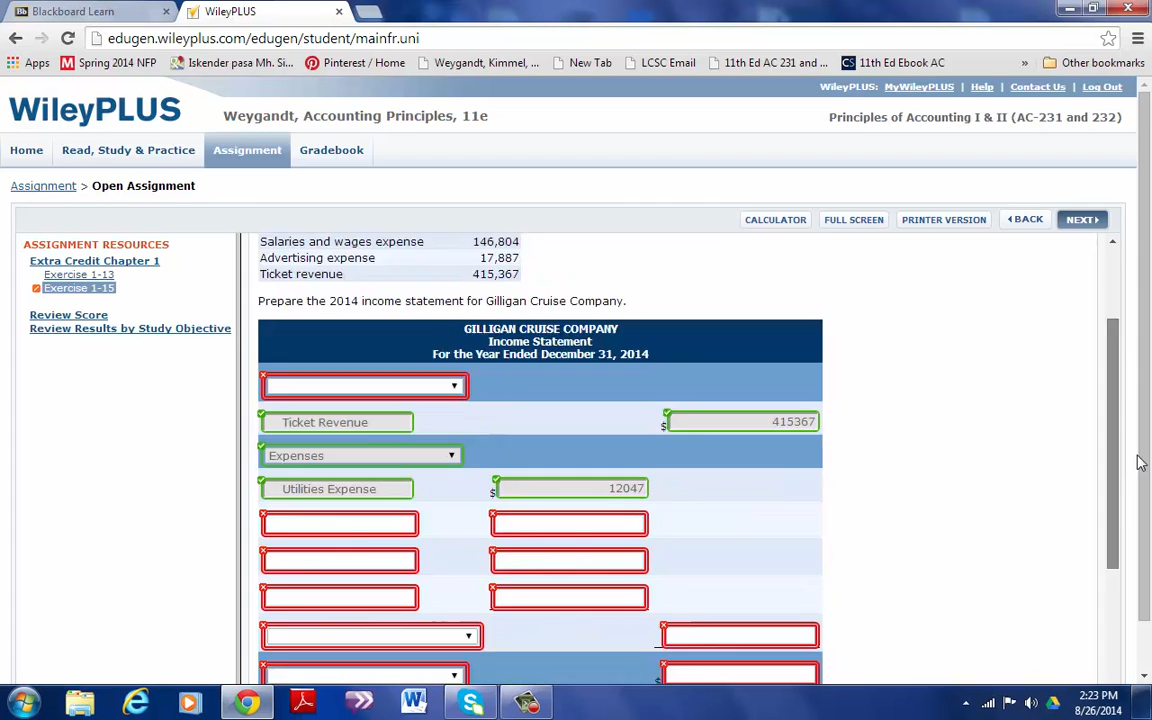 Blackboard Learn
WileyPLUS
edugen.wileyplus.com/edugen/student/mainfr.uni
Apps Spring 2014 NFP Iskender pasa Mh. Si... Pinterest / Home Weygandt, Kimmel, ... New Tab LCSC Email 11th Ed AC 231 and ... 11th Ed Ebook AC » Other bookmarks
WileyPLUS: MyWileyPLUS | Help | Contact Us | Log Out
WileyPLUS Weygandt, Accounting Principles, 11e Principles of Accounting I & II (AC-231 and 232)
Home Read, Study & Practice Assignment Gradebook
Assignment > Open Assignment
CALCULATOR FULL SCREEN PRINTER VERSION BACK NEXT
ASSIGNMENT RESOURCES
Extra Credit Chapter 1
Exercise 1-13
Exercise 1-15
Review Score
Review Results by Study Objective
Salaries and wages expense 146,804
Advertising expense 17,887
Ticket revenue 415,367
Prepare the 2014 income statement for Gilligan Cruise Company.
GILLIGAN CRUISE COMPANY
Income Statement
For the Year Ended December 31, 2014
Ticket Revenue $ 415367
Expenses
Utilities Expense $ 12047
$
2:23 PM
8/26/2014